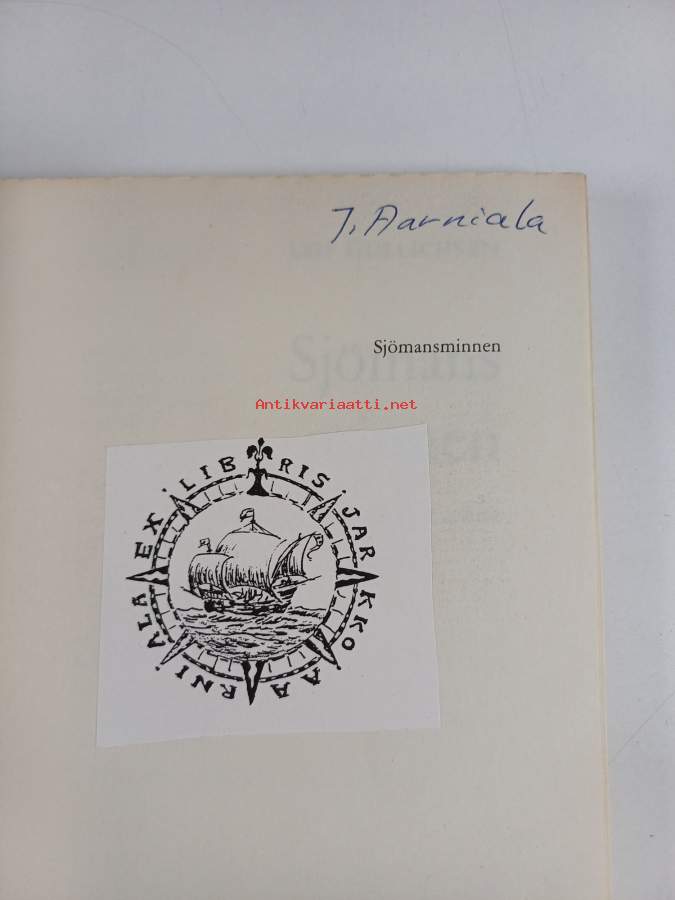 J. Aarniala
Sjömansminnen
Antikvariaatti.net
EX LIBRIS JARKKO AARNIALA